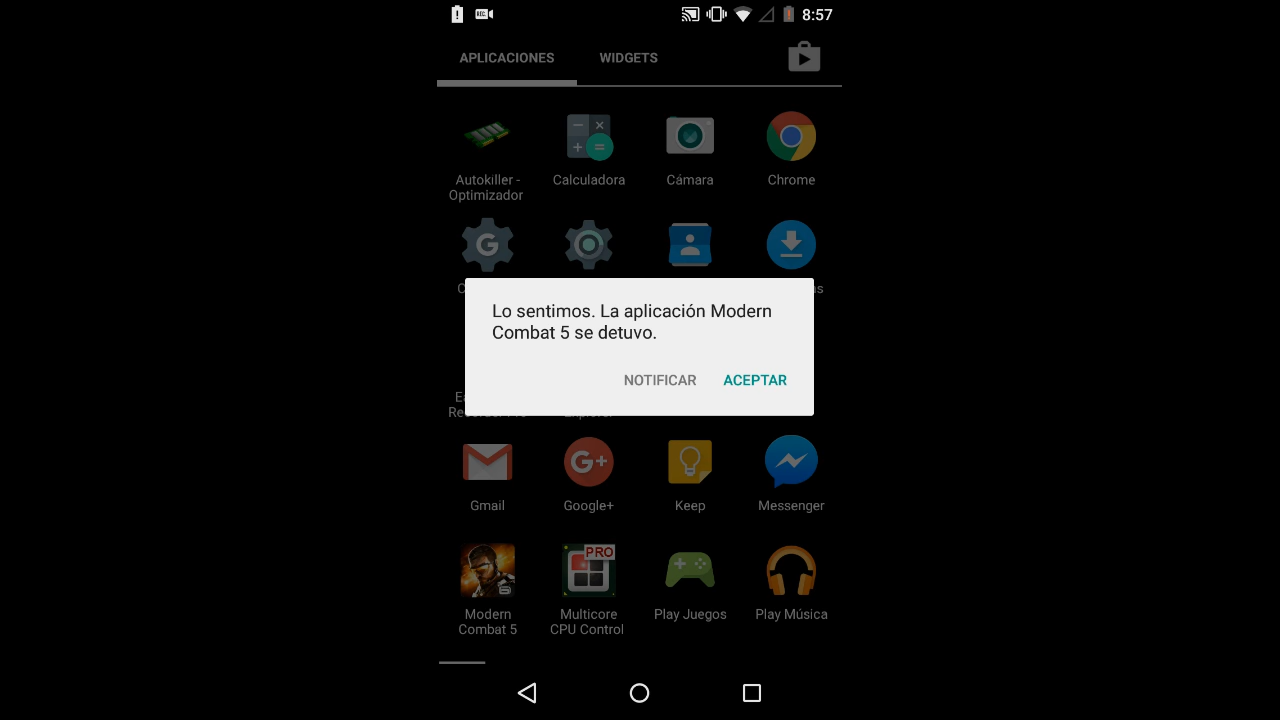 REC
8:57
APLICACIONES
WIDGETS
Autokiller -
Optimizador
Calculadora
Cámara
Chrome
Lo sentimos. La aplicación Modern
Combat 5 se detuvo.
NOTIFICAR
ACEPTAR
Gmail
Google+
Keep
Messenger
PRO
Modern
Combat 5
Multicore
CPU Control
Play Juegos
Play Música